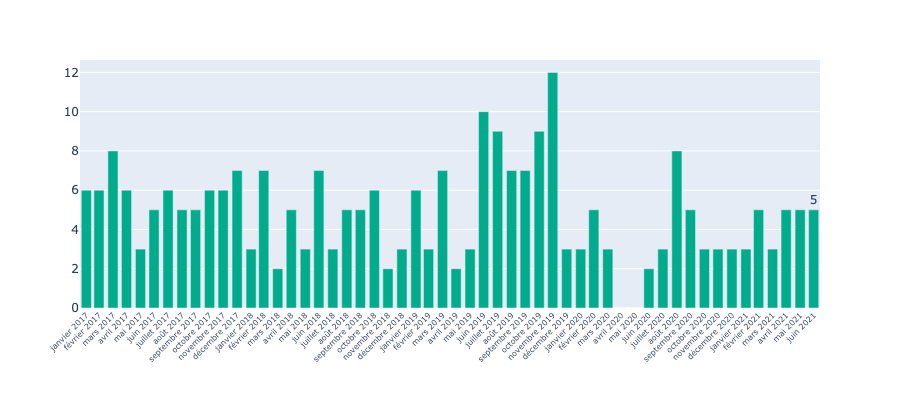 12
10
8
6
4
2
0
5
janvier 2017
février 2017
mars 2017
avril 2017
mai 2017
juin 2017
juillet 2017
août 2017
septembre 2017
octobre 2017
novembre 2017
décembre 2017
janvier 2018
février 2018
mars 2018
avril 2018
mai 2018
juin 2018
juillet 2018
août 2018
septembre 2018
octobre 2018
novembre 2018
décembre 2018
janvier 2019
février 2019
mars 2019
avril 2019
mai 2019
juin 2019
juillet 2019
août 2019
septembre 2019
octobre 2019
novembre 2019
décembre 2019
janvier 2020
février 2020
mars 2020
avril 2020
mai 2020
juin 2020
juillet 2020
août 2020
septembre 2020
octobre 2020
novembre 2020
décembre 2020
janvier 2021
février 2021
mars 2021
avril 2021
mai 2021
juin 2021